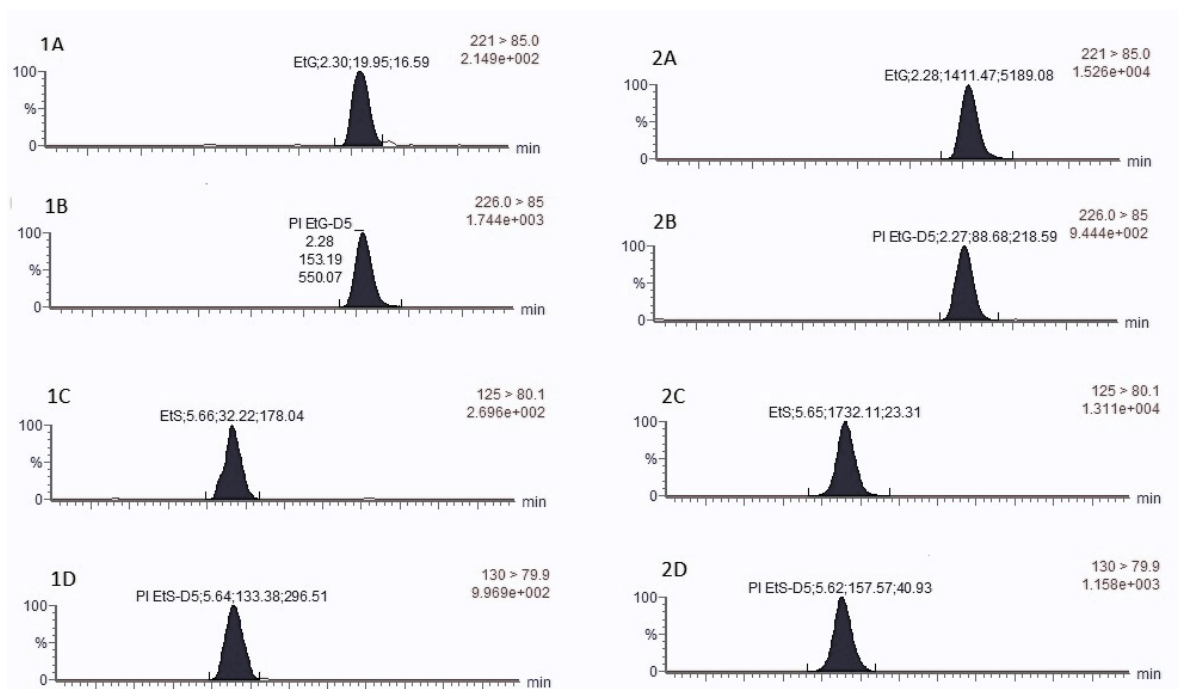 1A
221 > 85.0
2.149e+002
EtG;2.30;19.95;16.59
100
%
0
min
2A
221 > 85.0
1.526e+004
EtG;2.28;1411.47;5189.08
100
%
0
min
1B
226.0 > 85
1.744e+003
PI EtG-D5
2.28
153.19
550.07
100
%
0
min
2B
226.0 > 85
9.444e+002
PI EtG-D5;2.27;88.68;218.59
100
%
0
min
1C
125 > 80.1
2.696e+002
EtS;5.66;32.22;178.04
100
%
0
min
2C
125 > 80.1
1.311e+004
EtS;5.65;1732.11;23.31
100
%
0
min
1D
130 > 79.9
9.969e+002
PI EtS-D5;5.64;133.38;296.51
100
%
0
min
2D
130 > 79.9
1.158e+003
PI EtS-D5;5.62;157.57;40.93
100
%
0
min